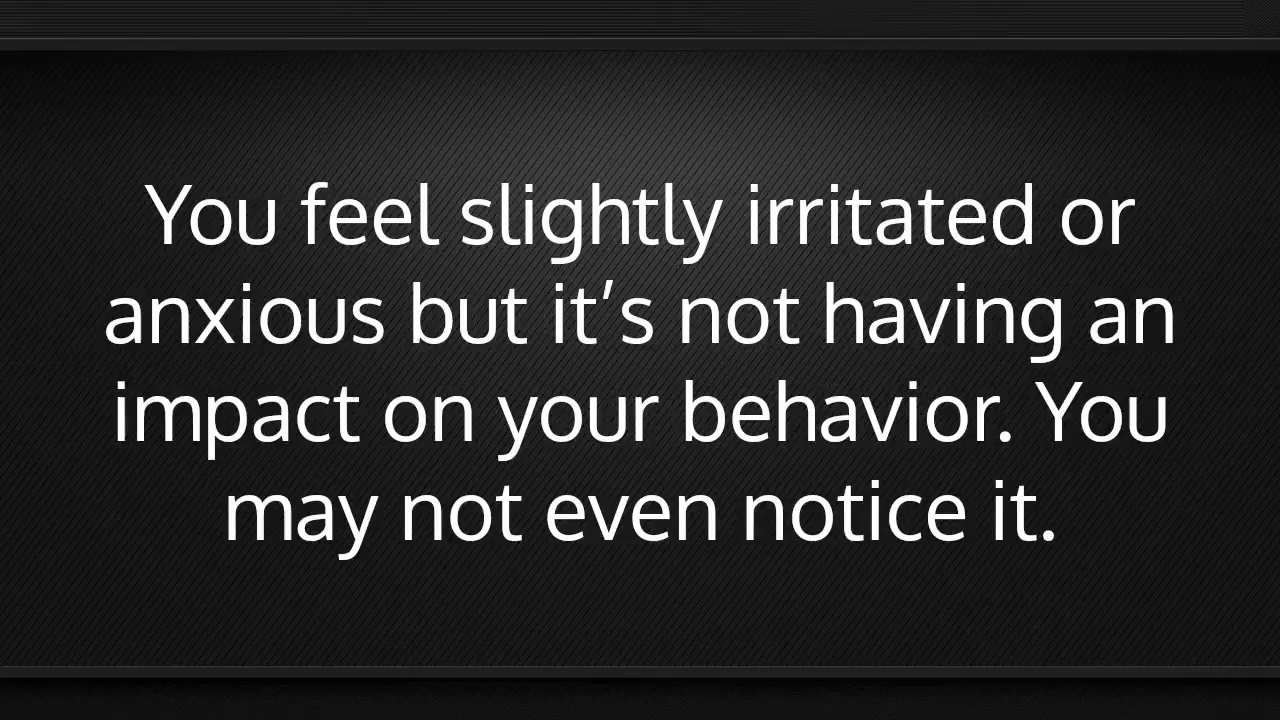 You feel slightly irritated or
anxious but it’s not having an
impact on your behavior. You
may not even notice it.